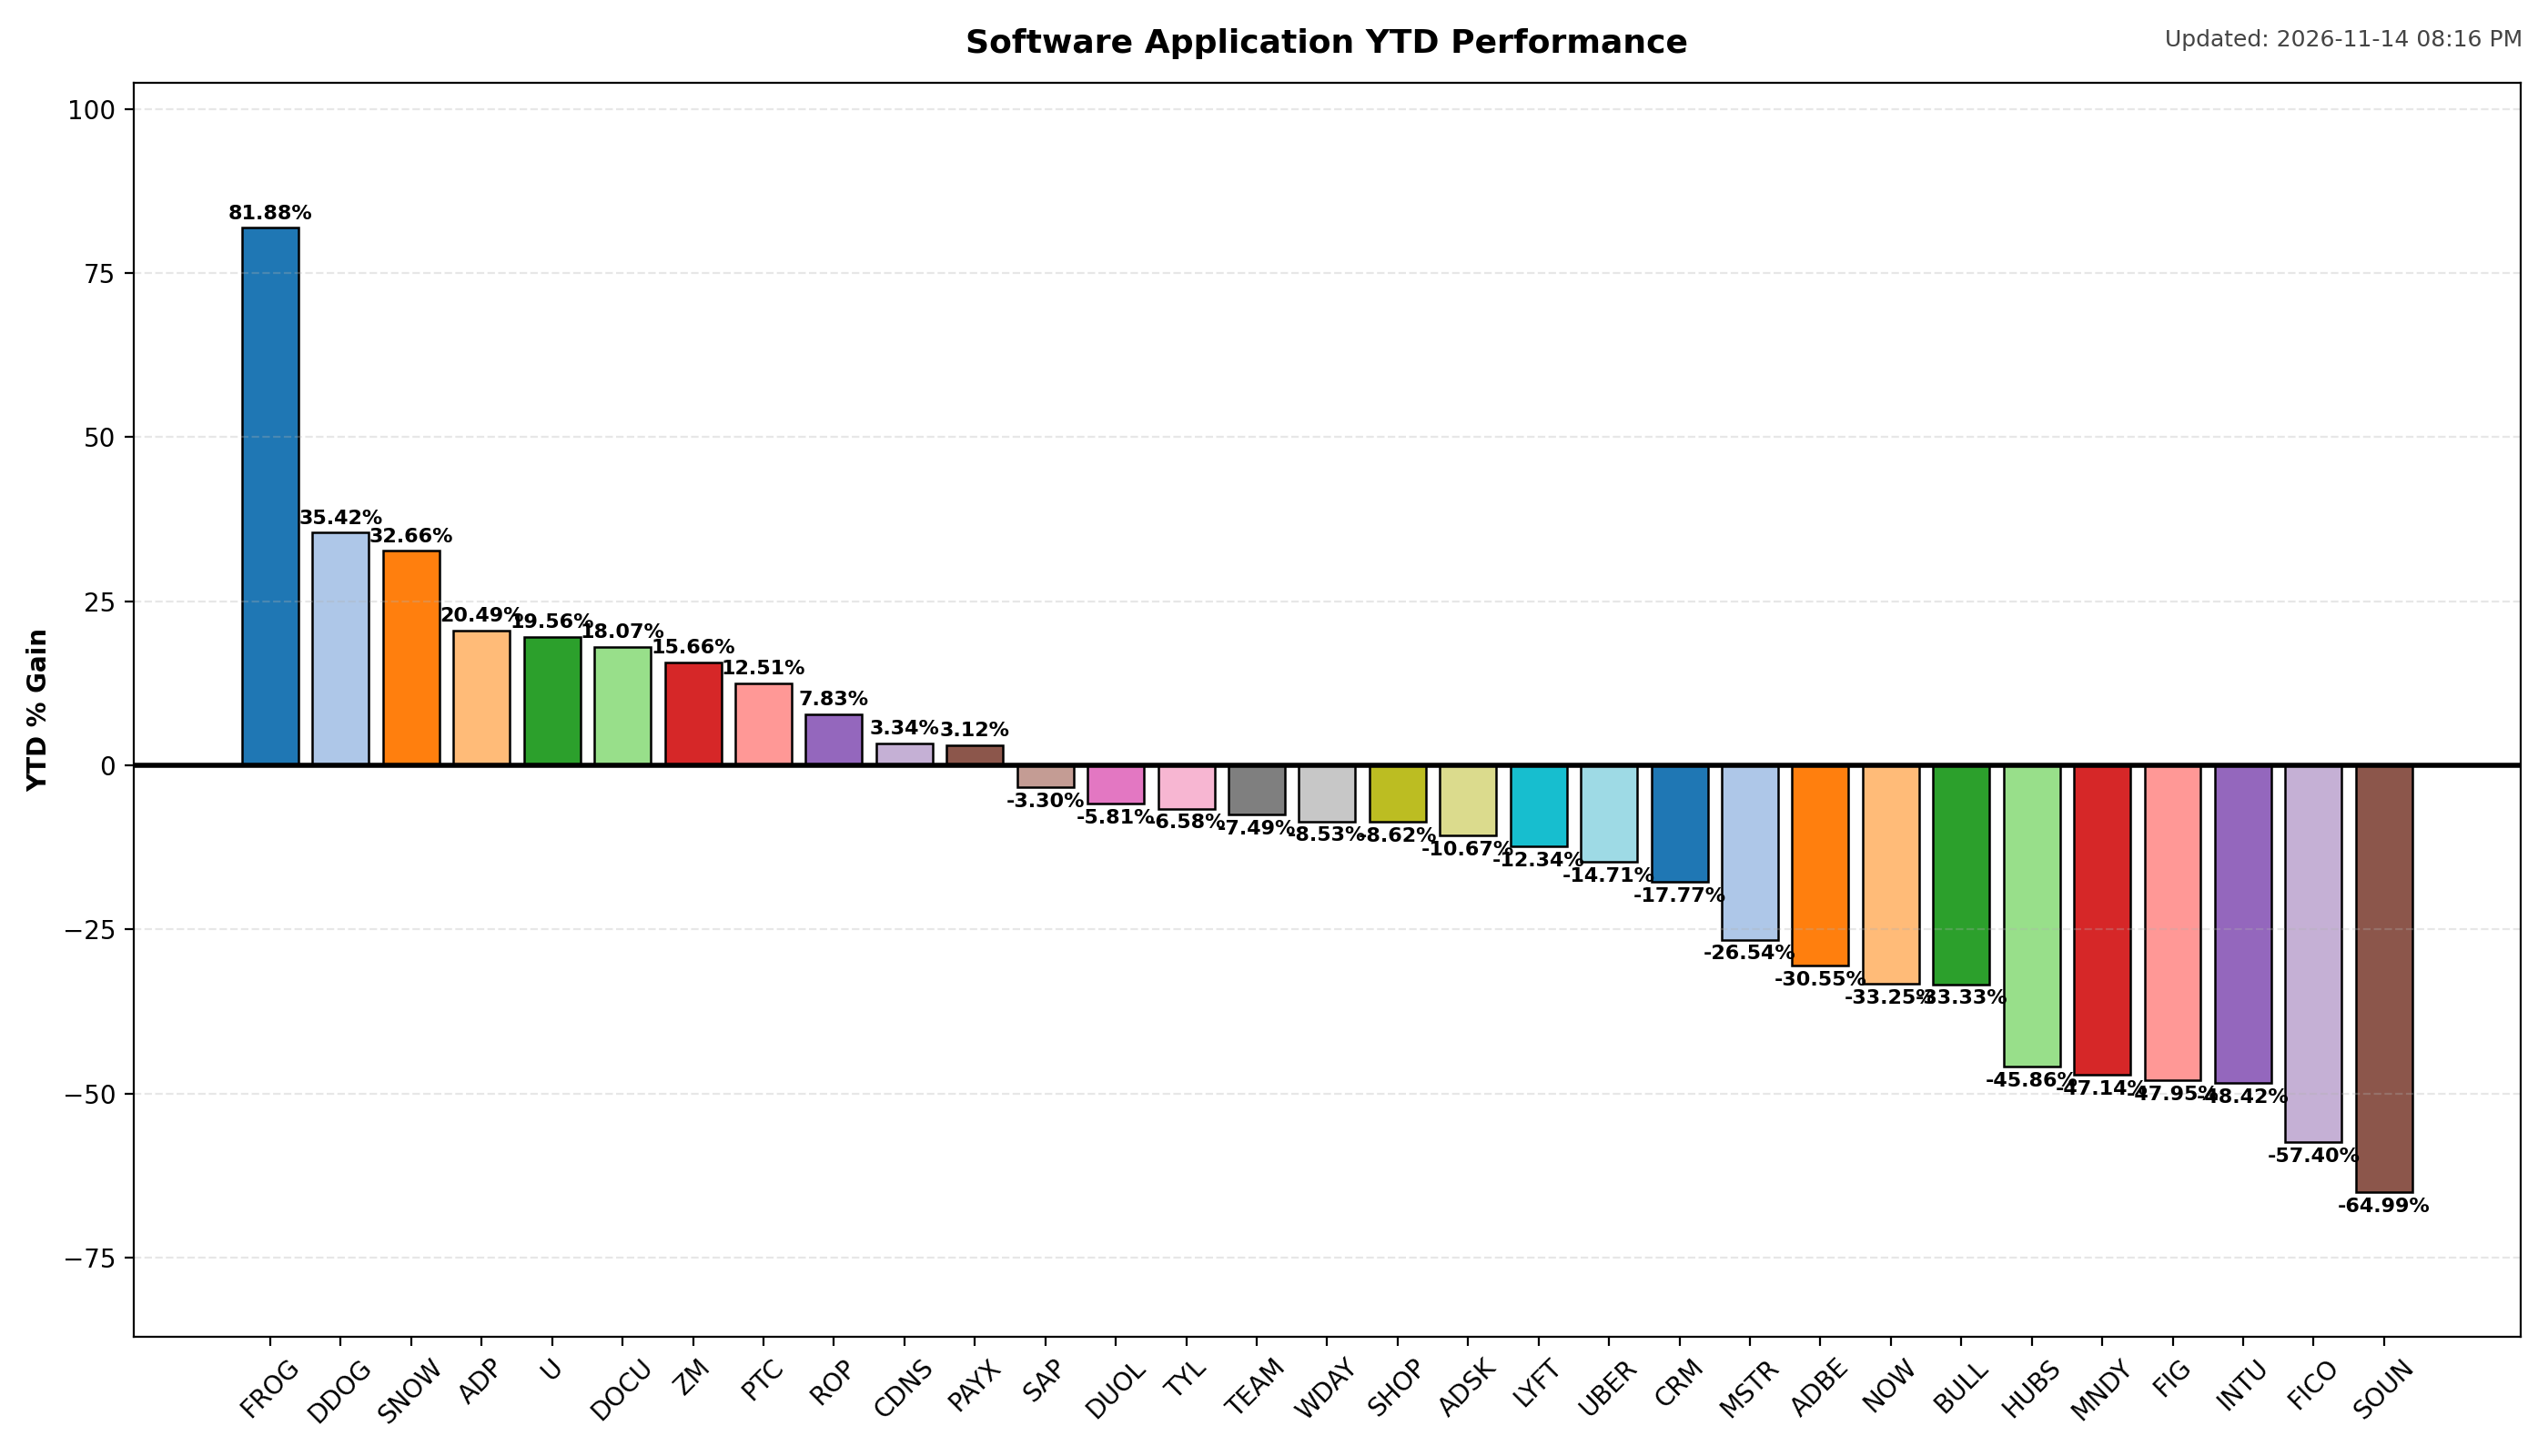 Software Application YTD Performance
Updated: 2026-11-14 08:16 PM
YTD % Gain
100
75
50
25
0
−25
−50
−75
81.88%
35.42%
32.66%
20.49%
19.56%
18.07%
15.66%
12.51%
7.83%
3.34%
3.12%
-3.30%
-5.81%
-6.58%
-7.49%
-8.53%
-8.62%
-10.67%
-12.34%
-14.71%
-17.77%
-26.54%
-30.55%
-33.25%
-33.33%
-45.86%
-47.14%
-47.95%
-48.42%
-57.40%
-64.99%
FROG
DDOG
SNOW
ADP
U
DOCU
ZM
PTC
ROP
CDNS
PAYX
SAP
DUOL
TYL
TEAM
WDAY
SHOP
ADSK
LYFT
UBER
CRM
MSTR
ADBE
NOW
BULL
HUBS
MNDY
FIG
INTU
FICO
SOUN